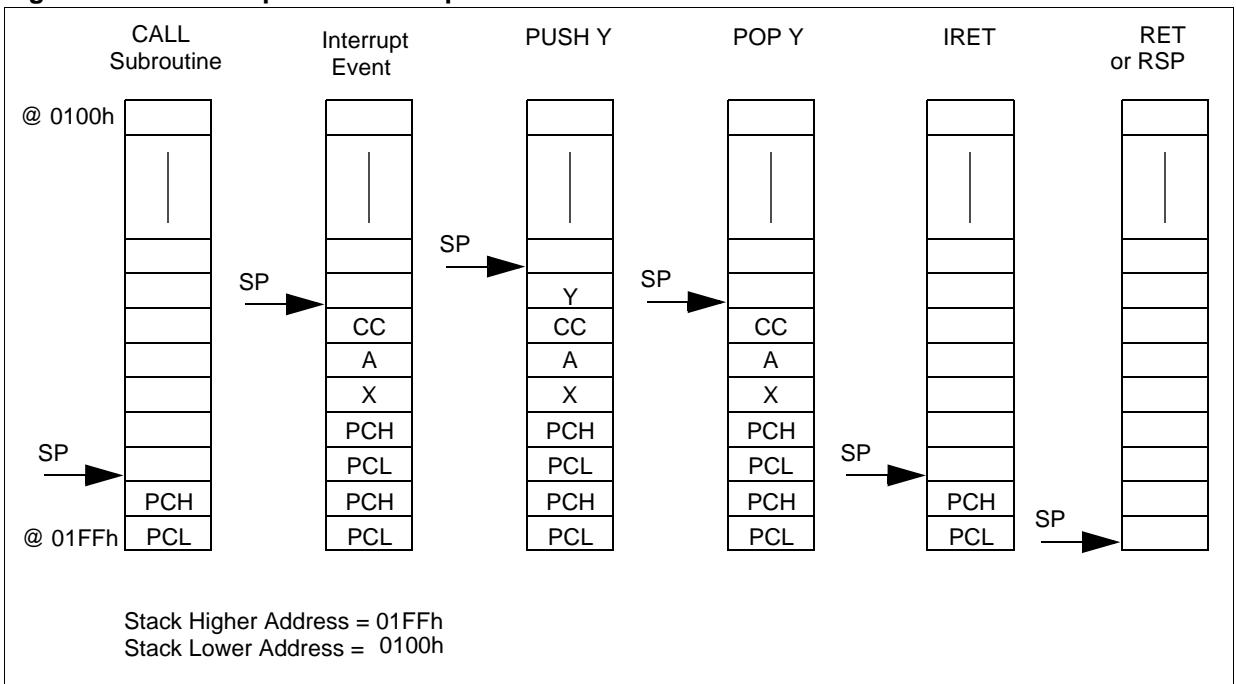 CALL
Subroutine
Interrupt
Event
PUSH Y
POP Y
IRET
RET
or RSP
@ 0100h
SP
SP
SP
Y
CC
CC
CC
A
A
A
X
X
X
PCH
PCH
PCH
SP
SP
PCL
PCL
PCL
PCH
PCH
PCH
PCH
PCH
SP
@ 01FFh
PCL
PCL
PCL
PCL
PCL
Stack Higher Address = 01FFh
Stack Lower Address = 0100h